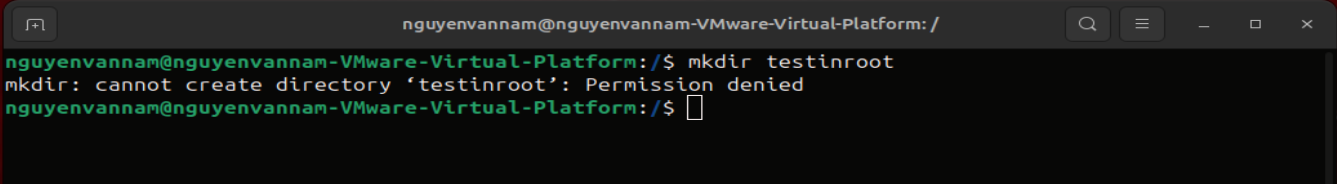 nguyenvannam@nguyenvannam-VMware-Virtual-Platform: /
nguyenvannam@nguyenvannam-VMware-Virtual-Platform:/$ mkdir testinroot
mkdir: cannot create directory ‘testinroot’: Permission denied
nguyenvannam@nguyenvannam-VMware-Virtual-Platform:/$